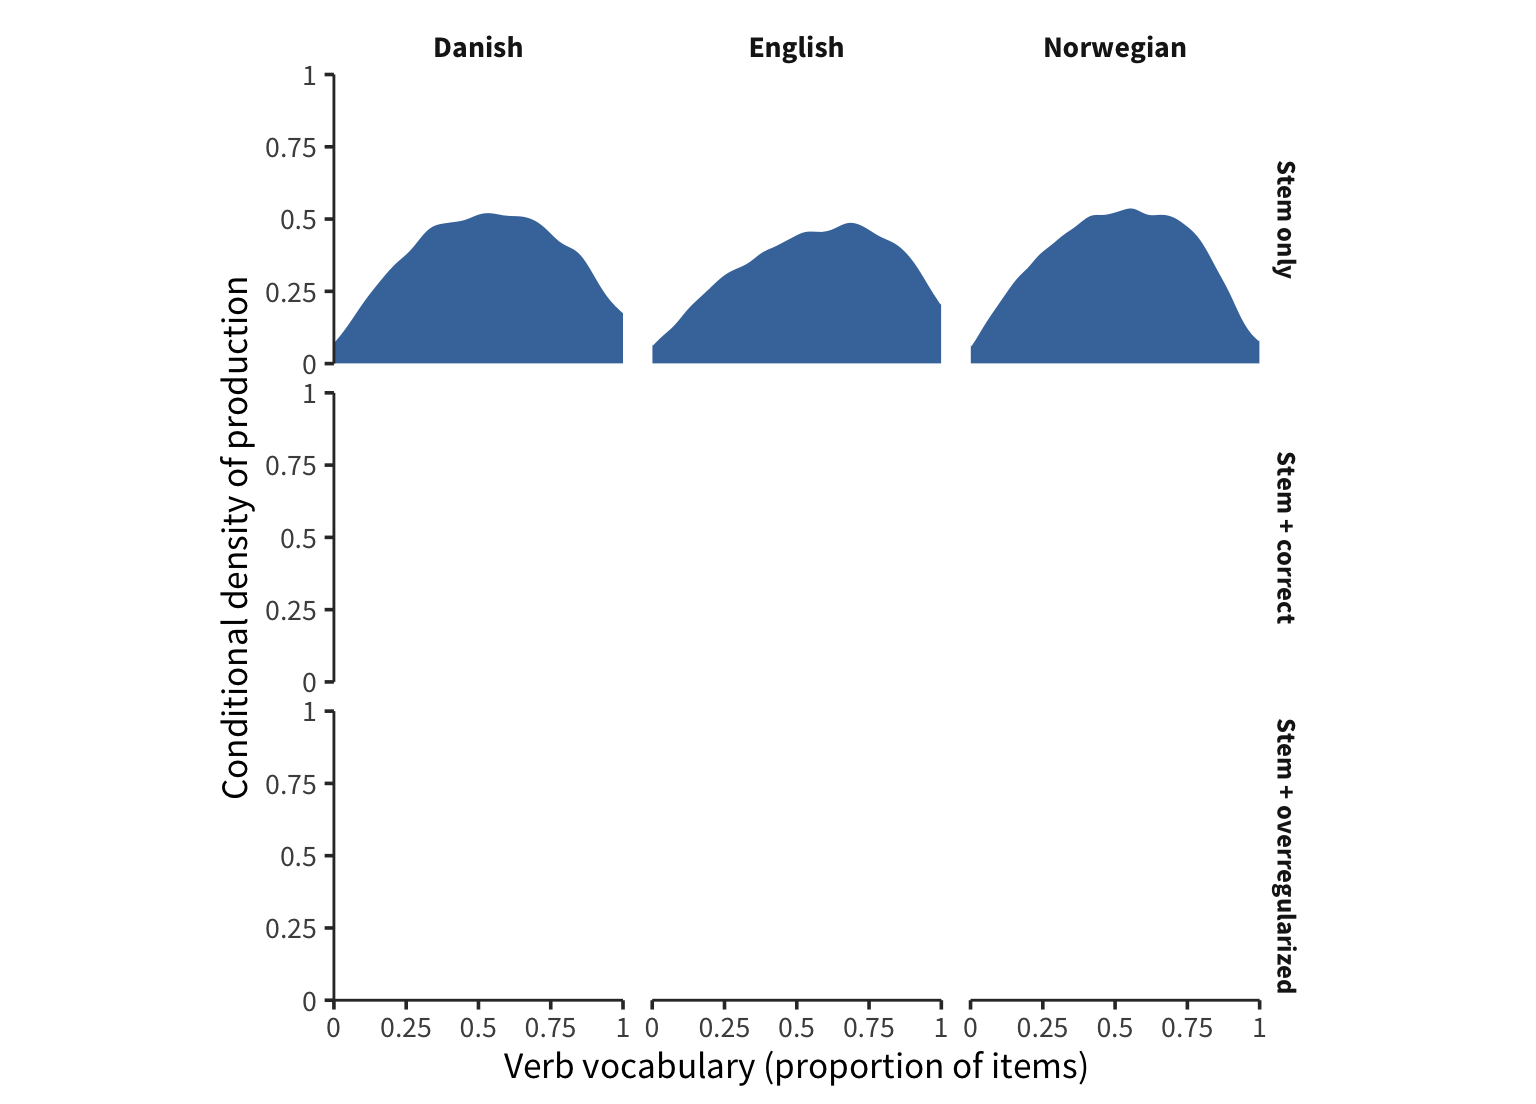 Danish English Norwegian
1
0.75
0.5
0.25
0
Stem only
1
0.75
0.5
0.25
0
Stem + correct
1
0.75
0.5
0.25
0
Stem + overregularized
Conditional density of production
0 0.25 0.5 0.75 1 0 0.25 0.5 0.75 1 0 0.25 0.5 0.75 1
Verb vocabulary (proportion of items)